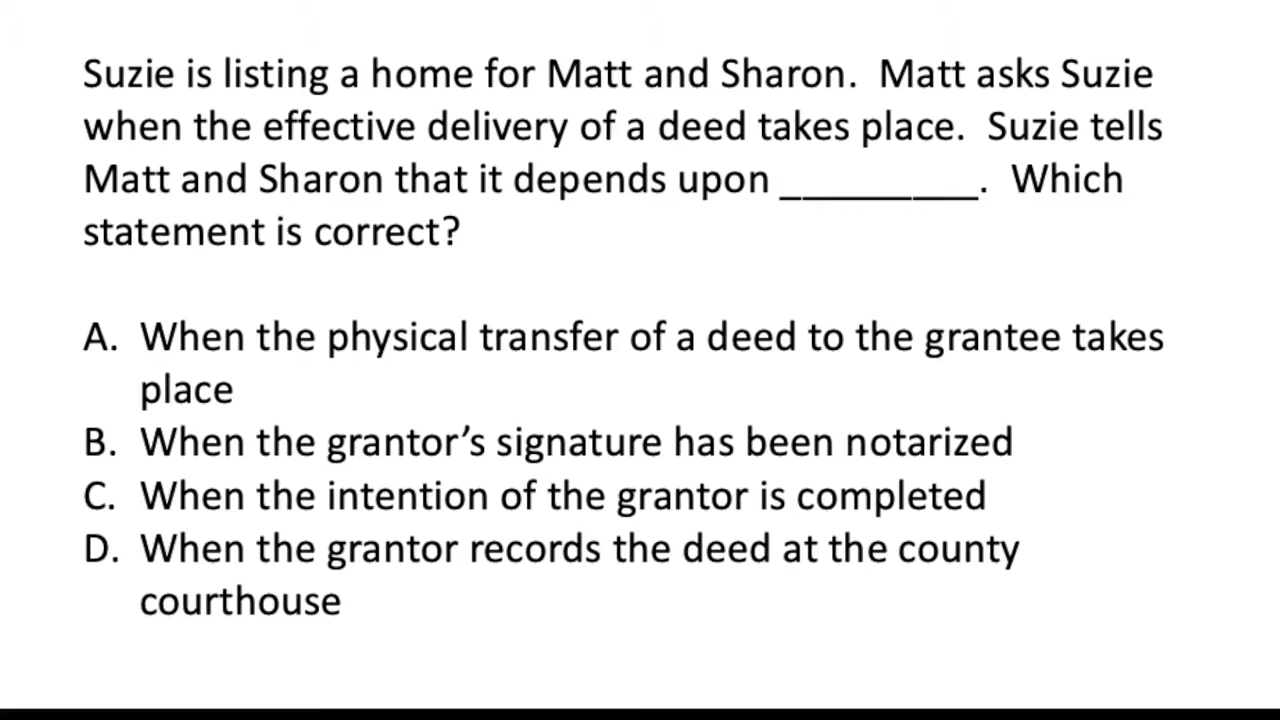 Suzie is listing a home for Matt and Sharon.  Matt asks Suzie
when the effective delivery of a deed takes place.  Suzie tells
Matt and Sharon that it depends upon _________.  Which
statement is correct?
A. When the physical transfer of a deed to the grantee takes
place
B. When the grantor’s signature has been notarized
C. When the intention of the grantor is completed
D. When the grantor records the deed at the county
courthouse